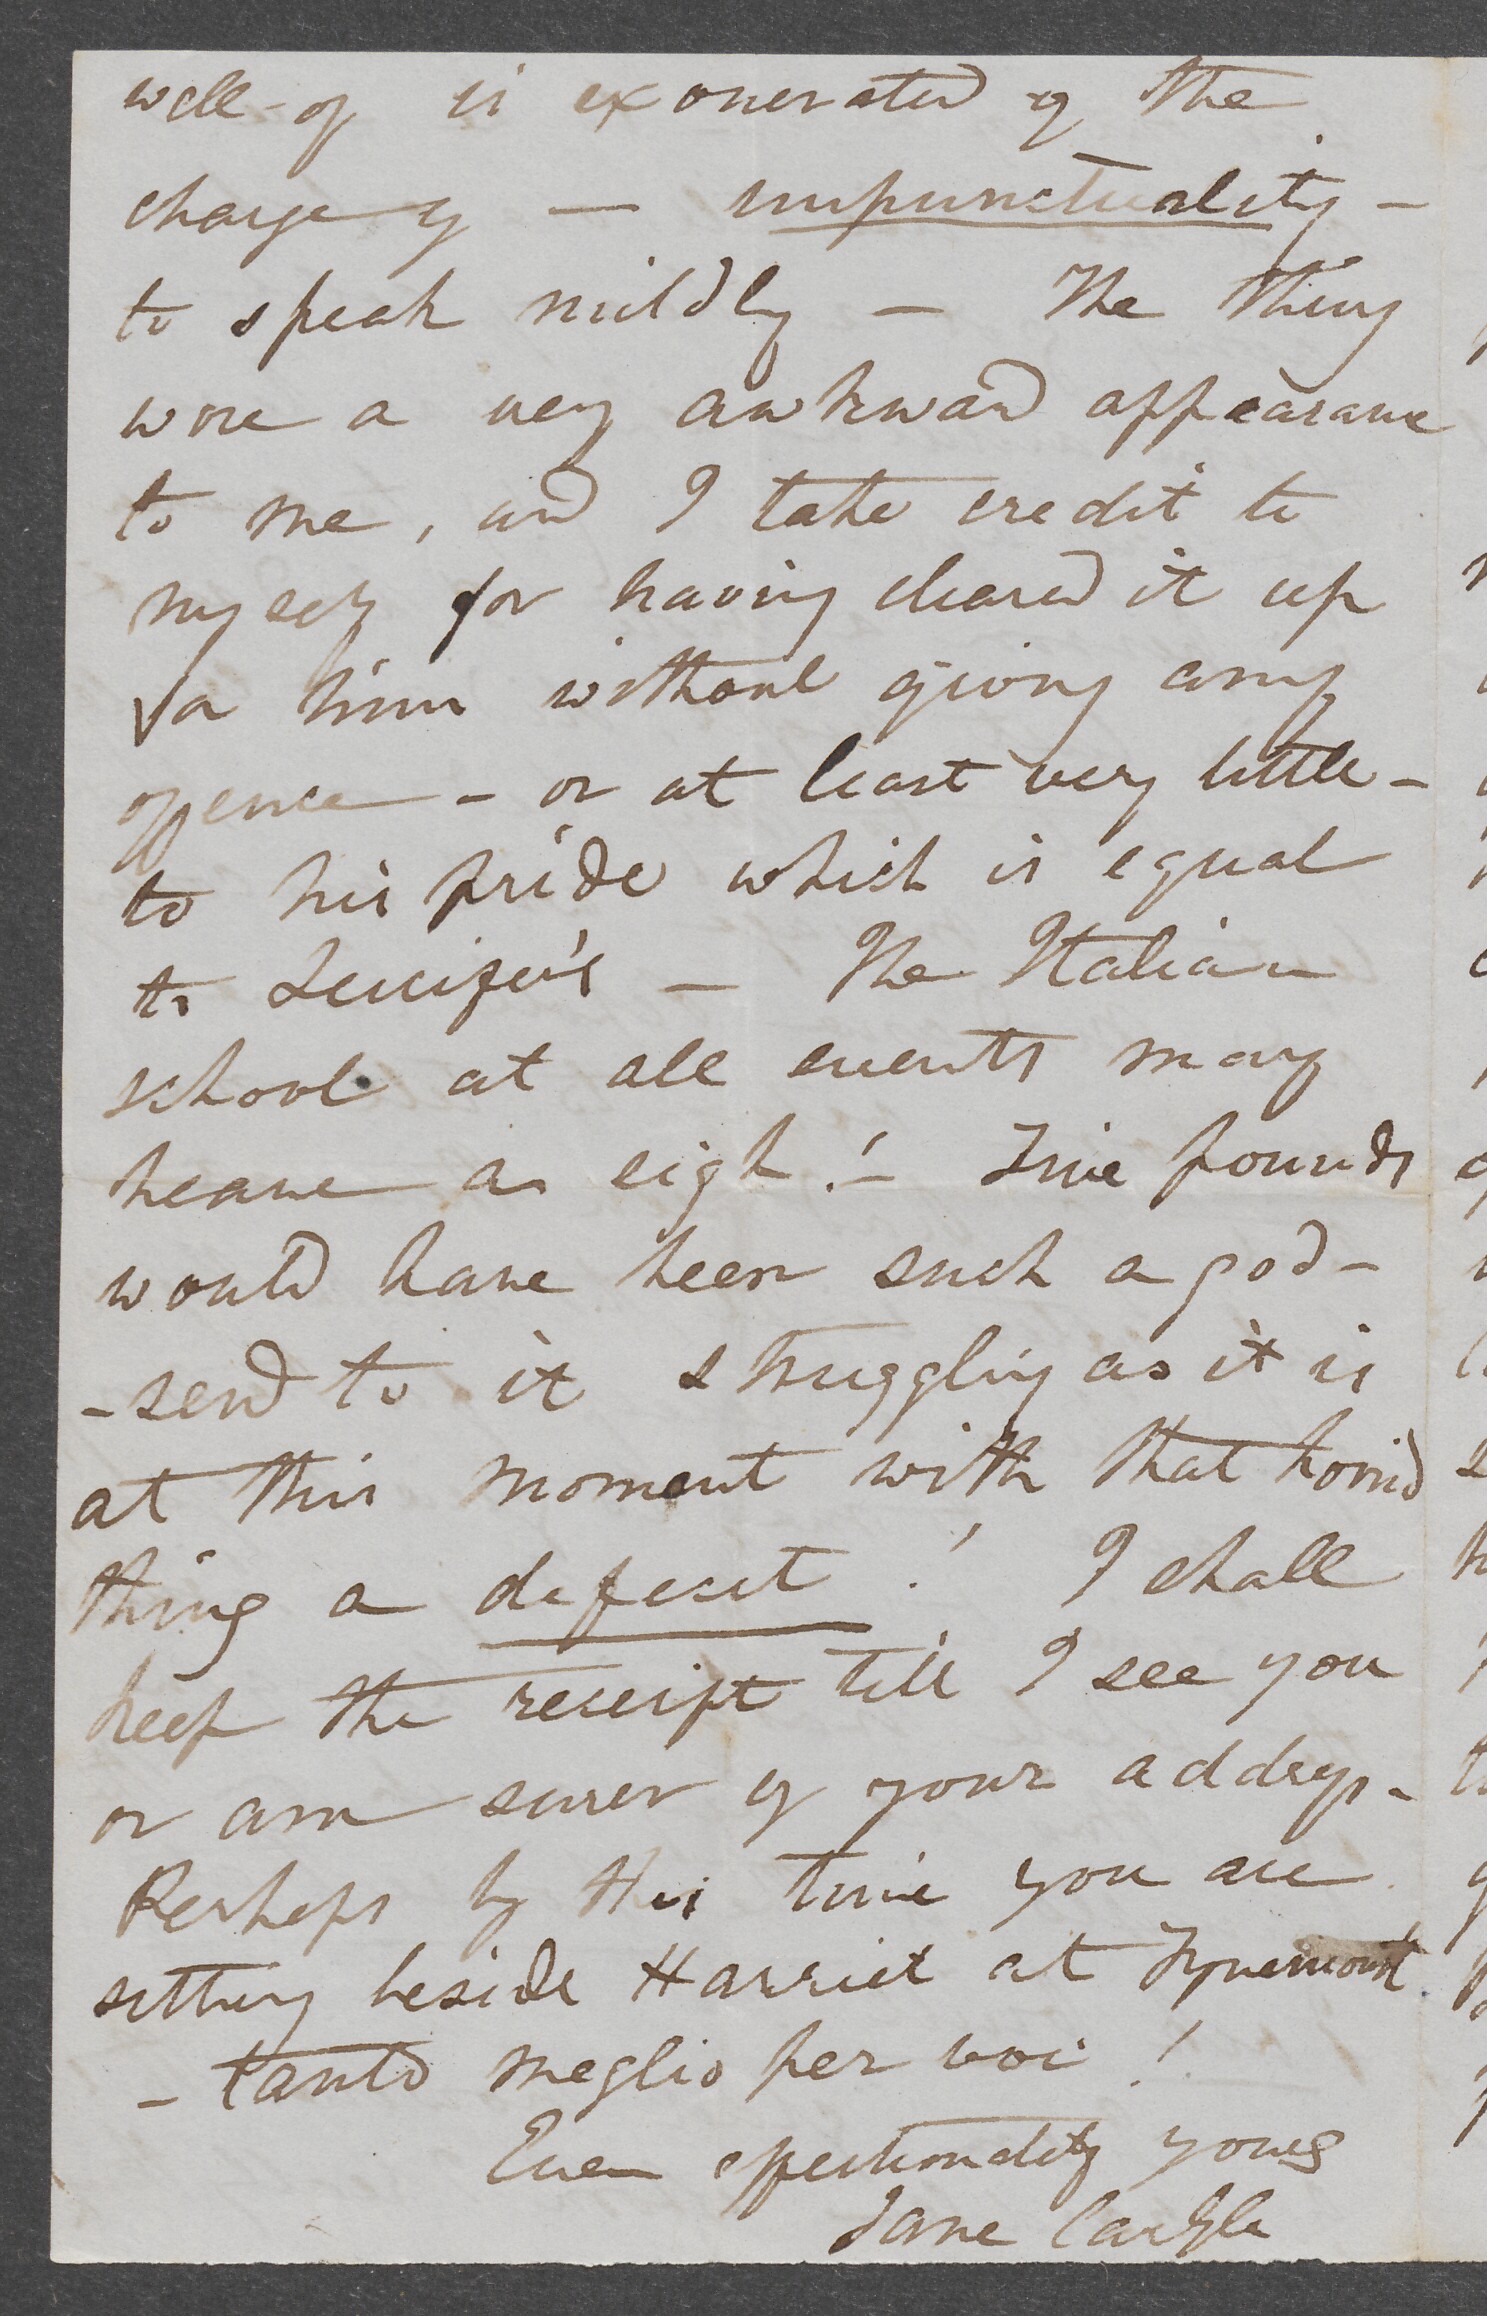 well-of is exonerated of the
charge of — unpunctuality —
to speak mildly — The thing
wore a very awkward appearance
to me, and I take credit to
myself for having cleared it up
for him without giving any
offence – or at least very little –
to his pride which is equal
to Lucifer's — The Italian
school at all events may
heave a sigh! – Five pounds
would have been such a god-
-send to it struggling as it is
at this moment with that horrid
thing a deficit! I shall
keep the receipt till I see you
or am surer of your address –
Perhaps by this time you are
sitting beside Harriet at Tynemouth.
– tanto meglio per voi!
Ever affectionately yours
Jane Carlyle